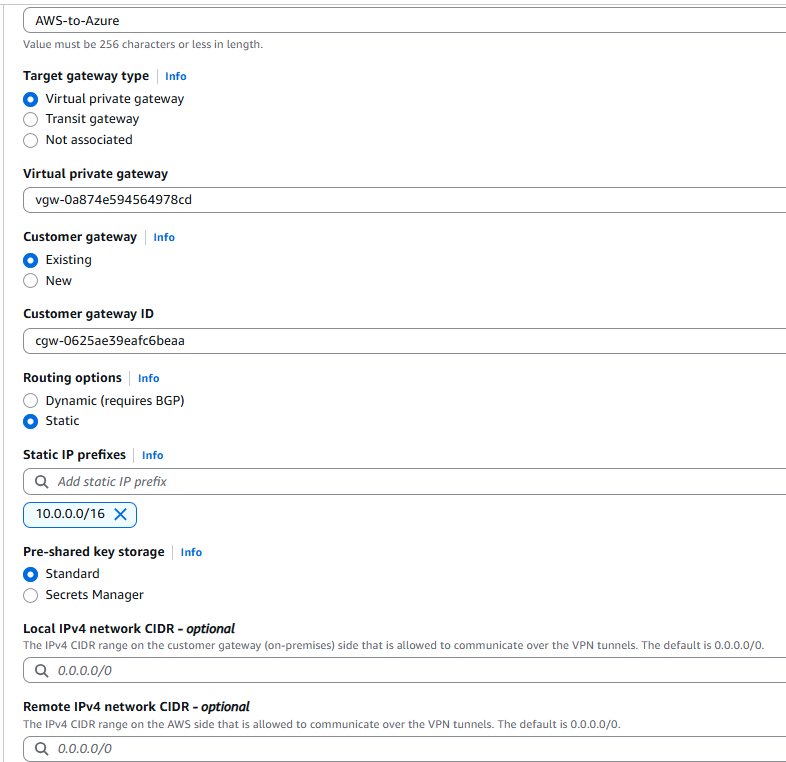 AWS-to-Azure
Value must be 256 characters or less in length.
Target gateway type Info
Virtual private gateway
Transit gateway
Not associated
Virtual private gateway
vgw-0a874e594564978cd
Customer gateway Info
Existing
New
Customer gateway ID
cgw-0625ae39eafc6beaa
Routing options Info
Dynamic (requires BGP)
Static
Static IP prefixes Info
Add static IP prefix
10.0.0.0/16
Pre-shared key storage Info
Standard
Secrets Manager
Local IPv4 network CIDR - optional
The IPv4 CIDR range on the customer gateway (on-premises) side that is allowed to communicate over the VPN tunnels. The default is 0.0.0.0/0.
0.0.0.0/0
Remote IPv4 network CIDR - optional
The IPv4 CIDR range on the AWS side that is allowed to communicate over the VPN tunnels. The default is 0.0.0.0/0.
0.0.0.0/0